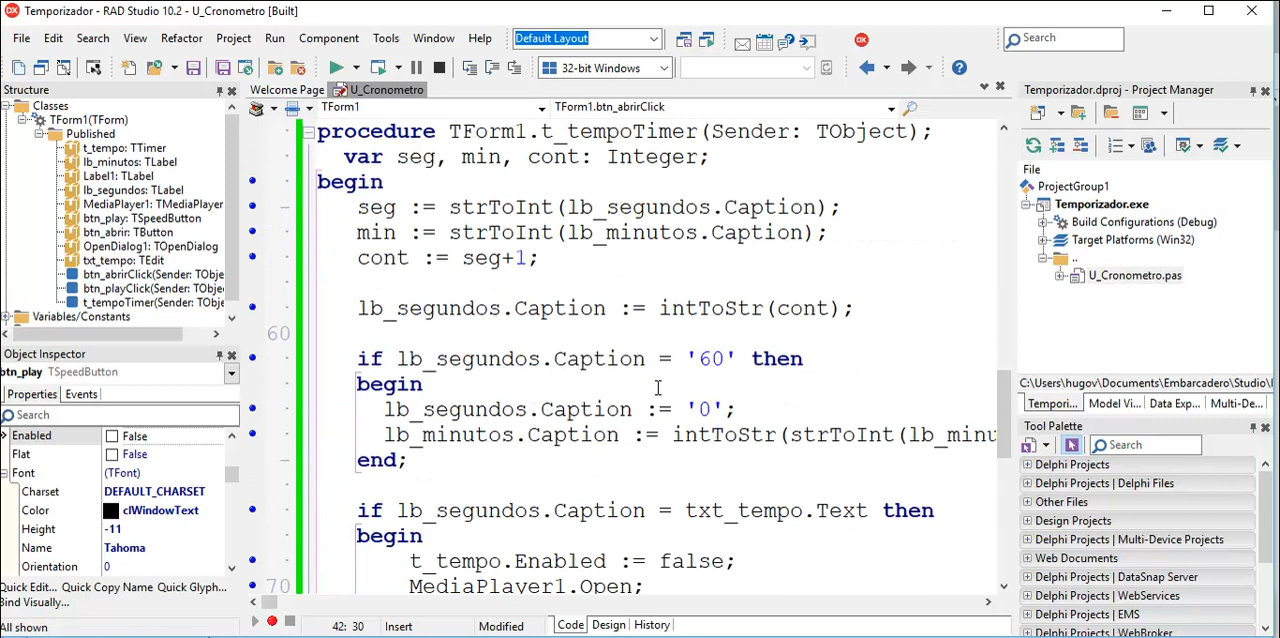 Temporizador - RAD Studio 10.2 - U_Cronometro [Built]
File Edit Search View Refactor Project Run Component Tools Window Help Default Layout Search
32-bit Windows
Structure
Classes
TForm1(TForm)
Published
t_tempo: TTimer
lb_minutos: TLabel
Label1: TLabel
lb_segundos: TLabel
MediaPlayer1: TMediaPlayer
btn_play: TSpeedButton
btn_abrir: TButton
OpenDialog1: TOpenDialog
txt_tempo: TEdit
btn_abrirClick(Sender: TObje
btn_playClick(Sender: TObje
t_tempoTimer(Sender: TObje
Variables/Constants
Object Inspector
btn_play TSpeedButton
Properties Events
Search
Enabled False
Flat False
Font (TFont)
Charset DEFAULT_CHARSET
Color clWindowText
Height -11
Name Tahoma
Orientation 0
Quick Edit... Quick Copy Name Quick Glyph...
Bind Visually...
All shown
Welcome Page U_Cronometro
TForm1 TForm1.btn_abrirClick
procedure TForm1.t_tempoTimer(Sender: TObject);
var seg, min, cont: Integer;
begin
seg := strToInt(lb_segundos.Caption);
min := strToInt(lb_minutos.Caption);
cont := seg+1;
lb_segundos.Caption := intToStr(cont);
60
if lb_segundos.Caption = '60' then
begin
lb_segundos.Caption := '0';
lb_minutos.Caption := intToStr(strToInt(lb_minu
end;
if lb_segundos.Caption = txt_tempo.Text then
begin
t_tempo.Enabled := false;
70 MediaPlayer1.Open;
42: 30 Insert Modified Code Design History
Temporizador.dproj - Project Manager
File
ProjectGroup1
Temporizador.exe
Build Configurations (Debug)
Target Platforms (Win32)
..
U_Cronometro.pas
C:\Users\hugov\Documents\Embarcadero\Studio\
Tempori... Model Vi... Data Exp... Multi-De...
Tool Palette
Search
Delphi Projects
Delphi Projects | Delphi Files
Other Files
Design Projects
Delphi Projects | Multi-Device Projects
Web Documents
Delphi Projects | DataSnap Server
Delphi Projects | WebServices
Delphi Projects | EMS
Delphi Projects | WebBroker